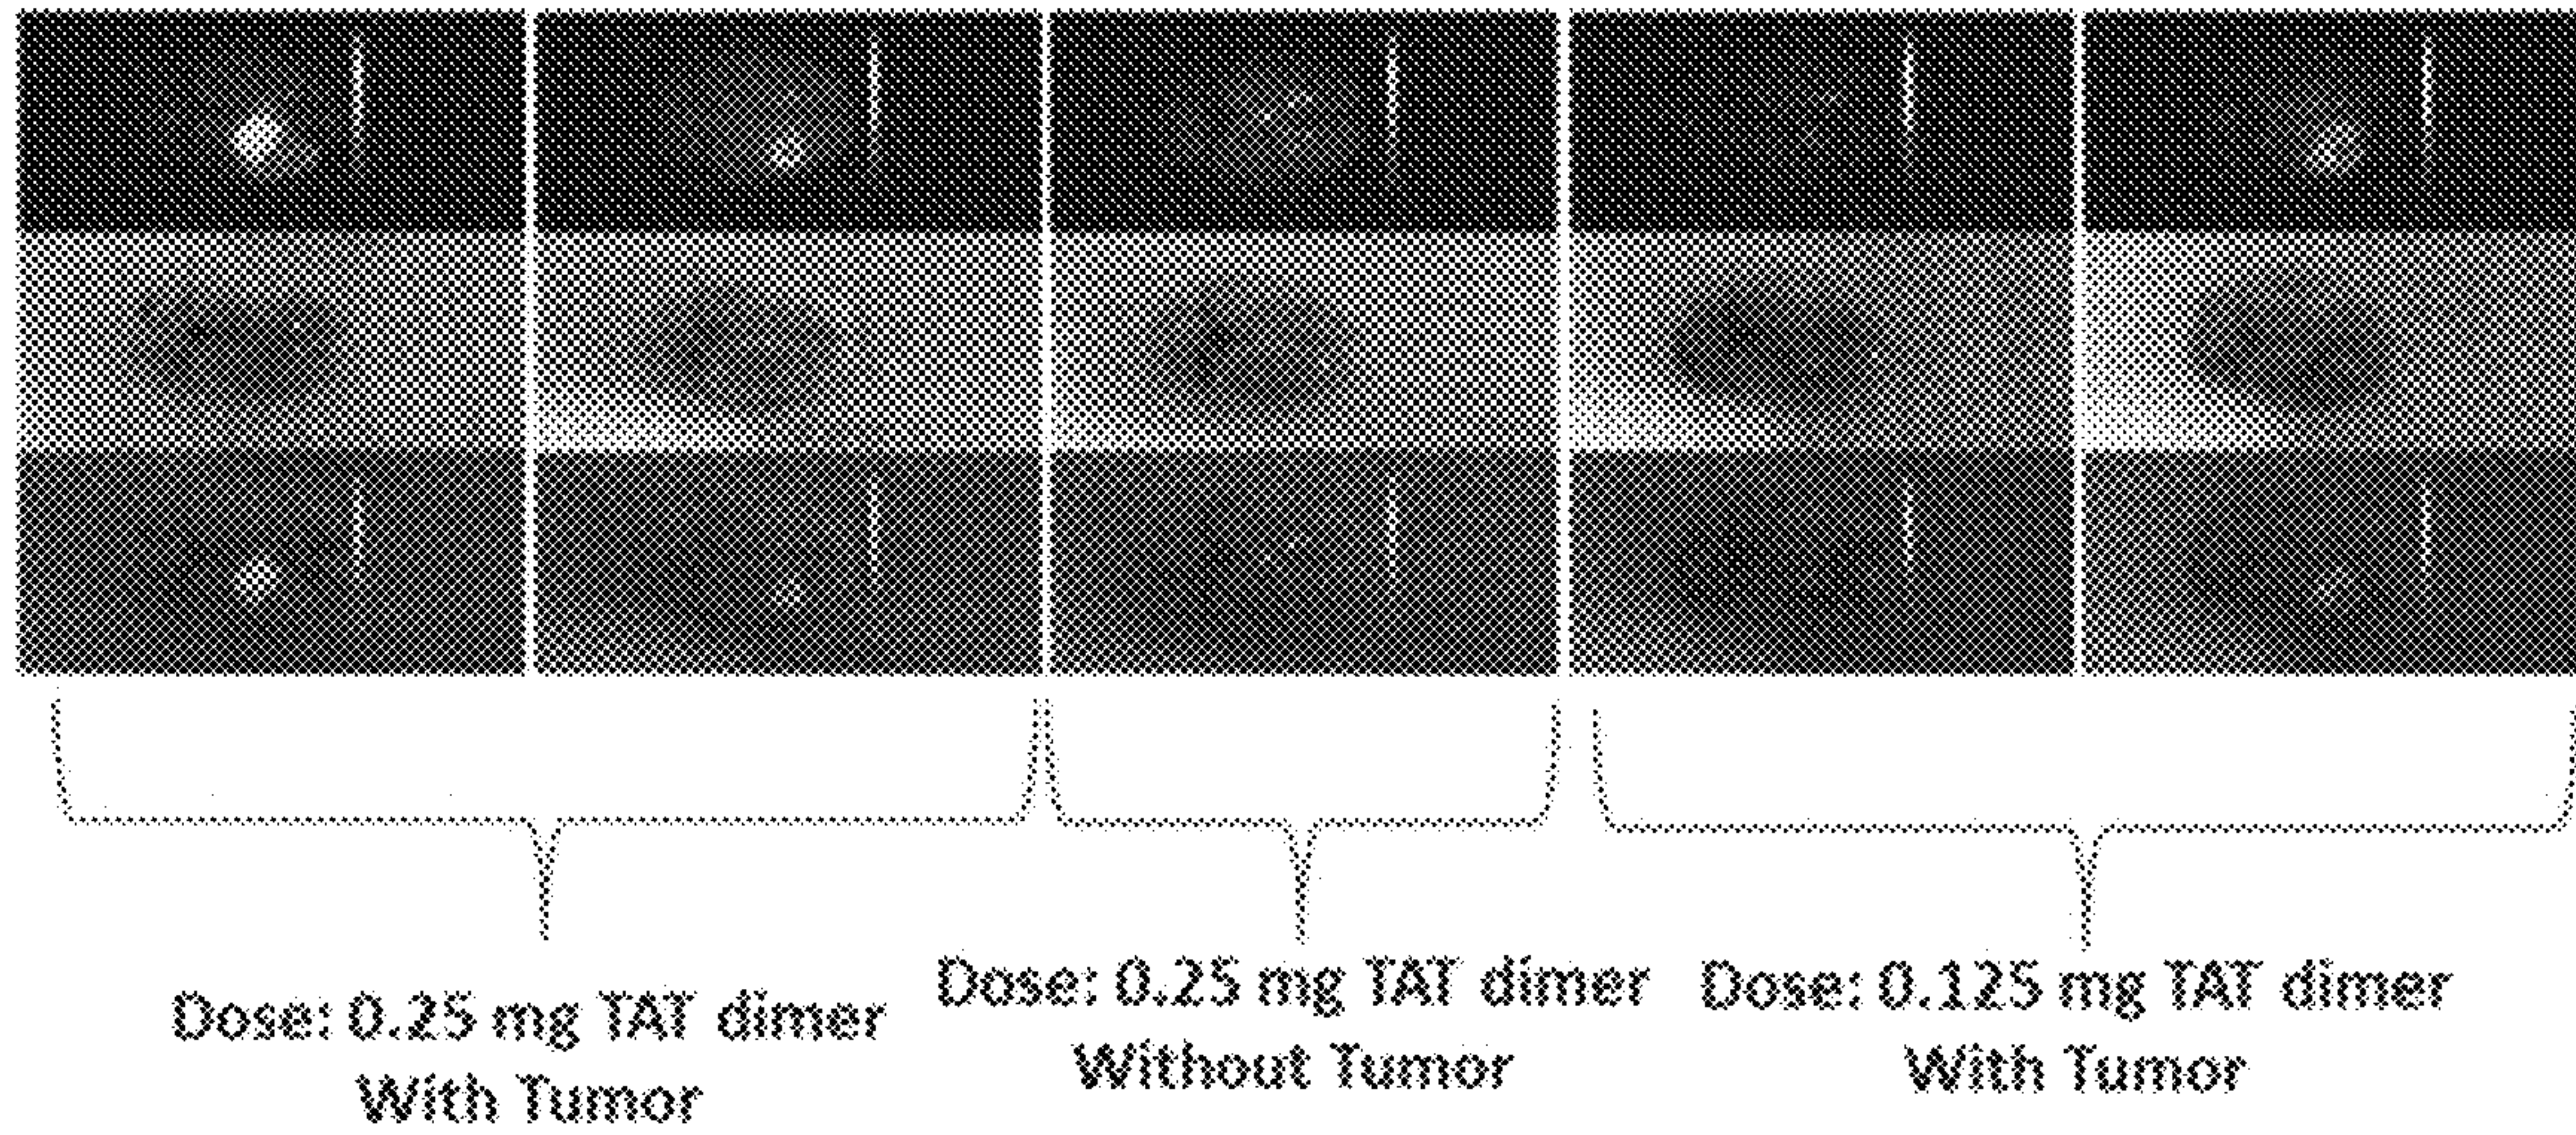 Dose: 0.25 mg TAT dimer
With Tumor
Dose: 0.25 mg TAT dimer
Without Tumor
Dose: 0.125 mg TAT dimer
With Tumor